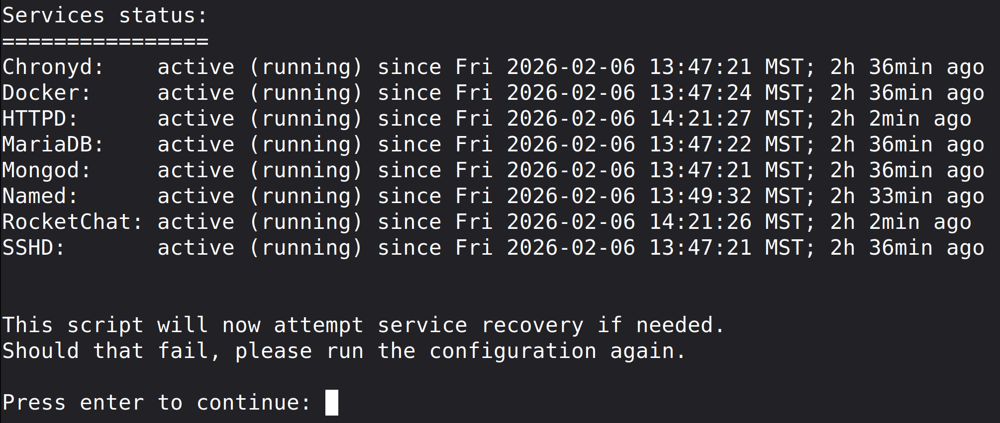 Services status:
================
Chronyd:    active (running) since Fri 2026-02-06 13:47:21 MST; 2h 36min ago
Docker:     active (running) since Fri 2026-02-06 13:47:24 MST; 2h 36min ago
HTTPD:      active (running) since Fri 2026-02-06 14:21:27 MST; 2h 2min ago
MariaDB:    active (running) since Fri 2026-02-06 13:47:22 MST; 2h 36min ago
Mongod:     active (running) since Fri 2026-02-06 13:47:21 MST; 2h 36min ago
Named:      active (running) since Fri 2026-02-06 13:49:32 MST; 2h 33min ago
RocketChat: active (running) since Fri 2026-02-06 14:21:26 MST; 2h 2min ago
SSHD:       active (running) since Fri 2026-02-06 13:47:21 MST; 2h 36min ago
This script will now attempt service recovery if needed.
Should that fail, please run the configuration again.
Press enter to continue: